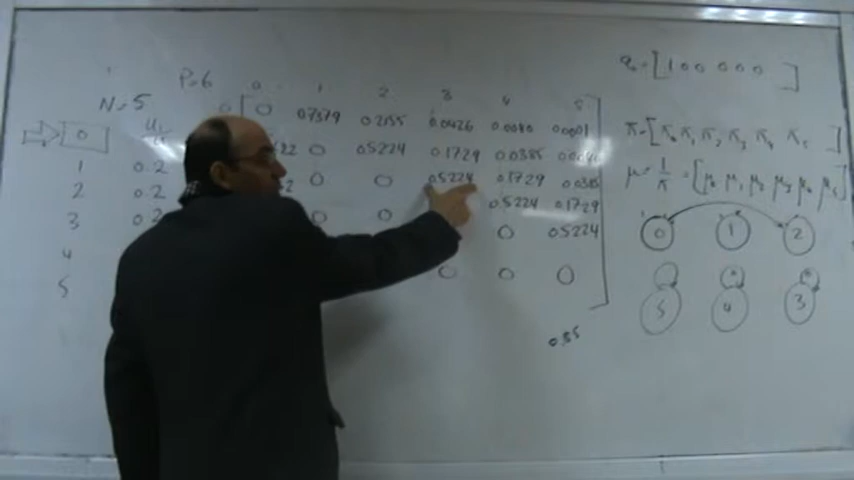 P=6 0 1 2 3 4 5
N=5
0 0 0.7379 0.2155 0.0426 0.0080 0.0001
0
1 0.2 0 0.5224 0.1729 0.0385
2 0.2 0 0 0.5224 0.1729 0.0385
3 0 0 0.5224 0.1729
4 0 0.5224
5 0 0 0
0.85
=[1 0 0 0 0 0]
π=[π0 π1 π2 π3 π4 π5]
μ=1/π=[μ0 μ1 μ2 μ3 μ4 μ5]
0 1 2
5 4 3